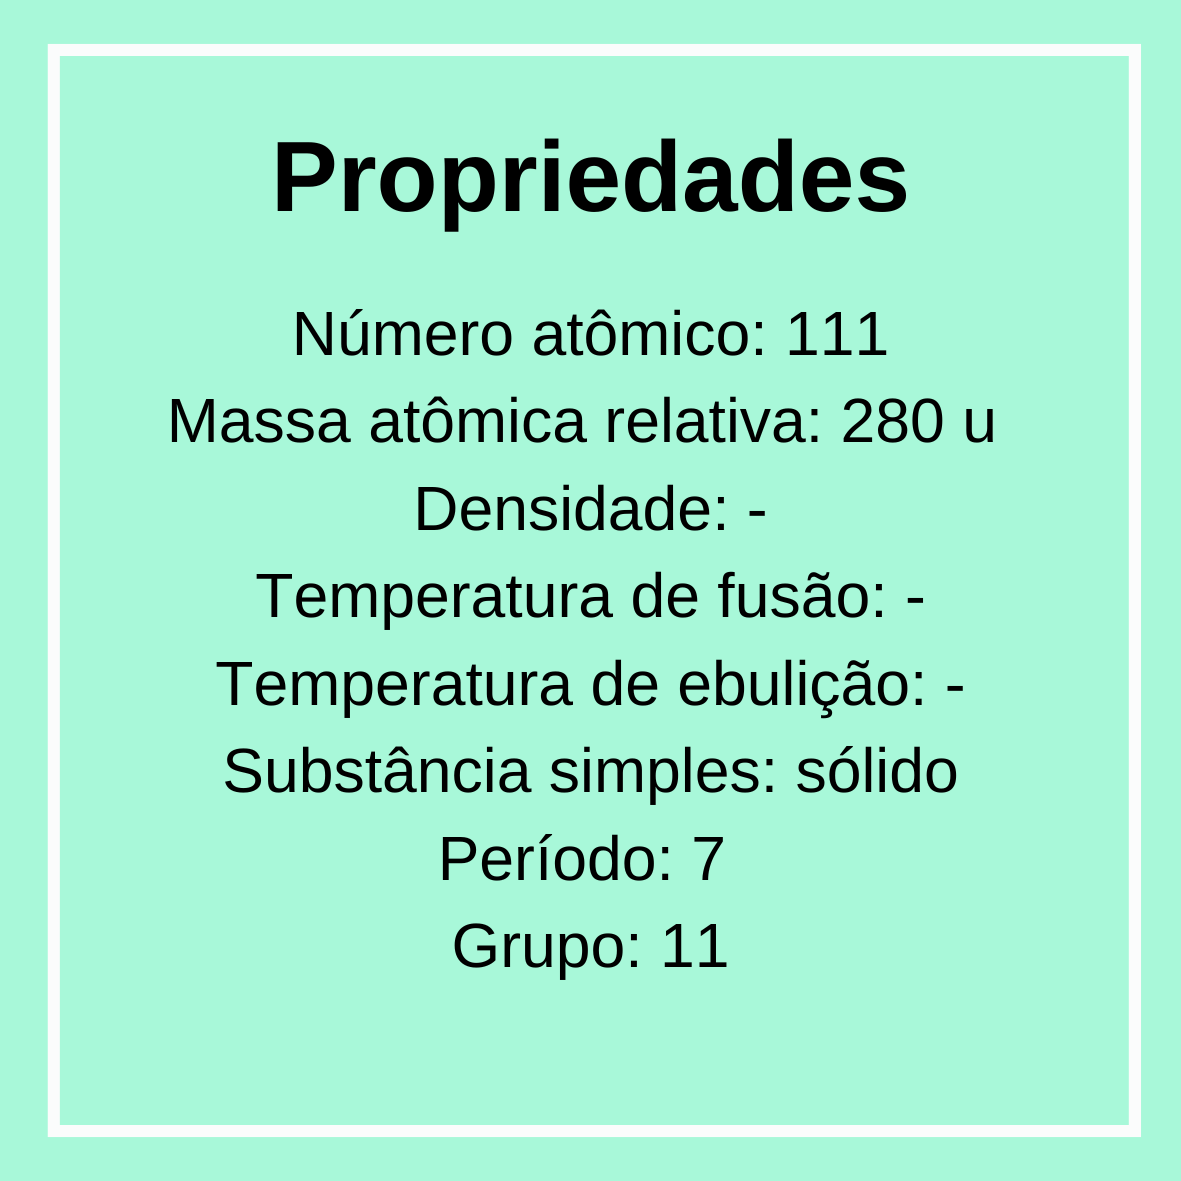 Propriedades
Número atômico: 111
Massa atômica relativa: 280 u
Densidade: -
Temperatura de fusão: -
Temperatura de ebulição: -
Substância simples: sólido
Período: 7
Grupo: 11